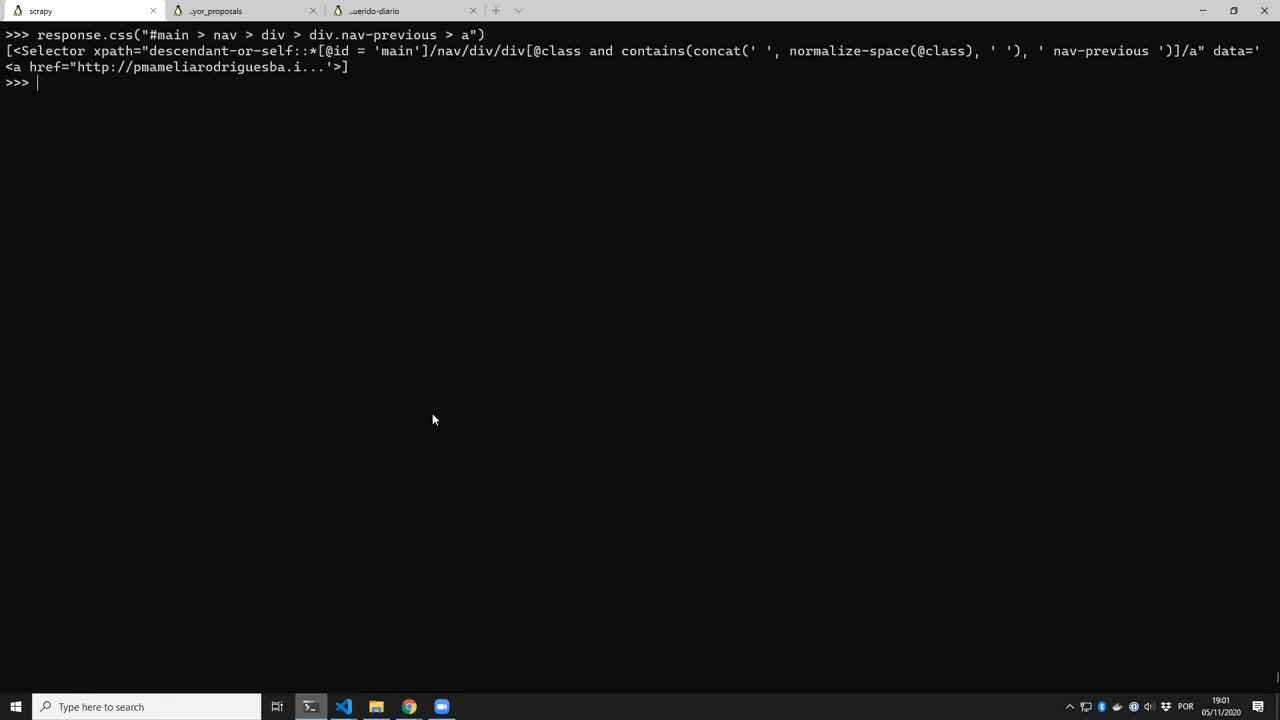 scrapy
..yor_proposals
..uerido-diario
>>> response.css("#main > nav > div > div.nav-previous > a")
[<Selector xpath="descendant-or-self::*[@id = 'main']/nav/div/div[@class and contains(concat(' ', normalize-space(@class), ' '), ' nav-previous ')]/a" data='
<a href="http://pmameliarodriguesba.i...'>]
>>>
Type here to search
POR
19:01
05/11/2020